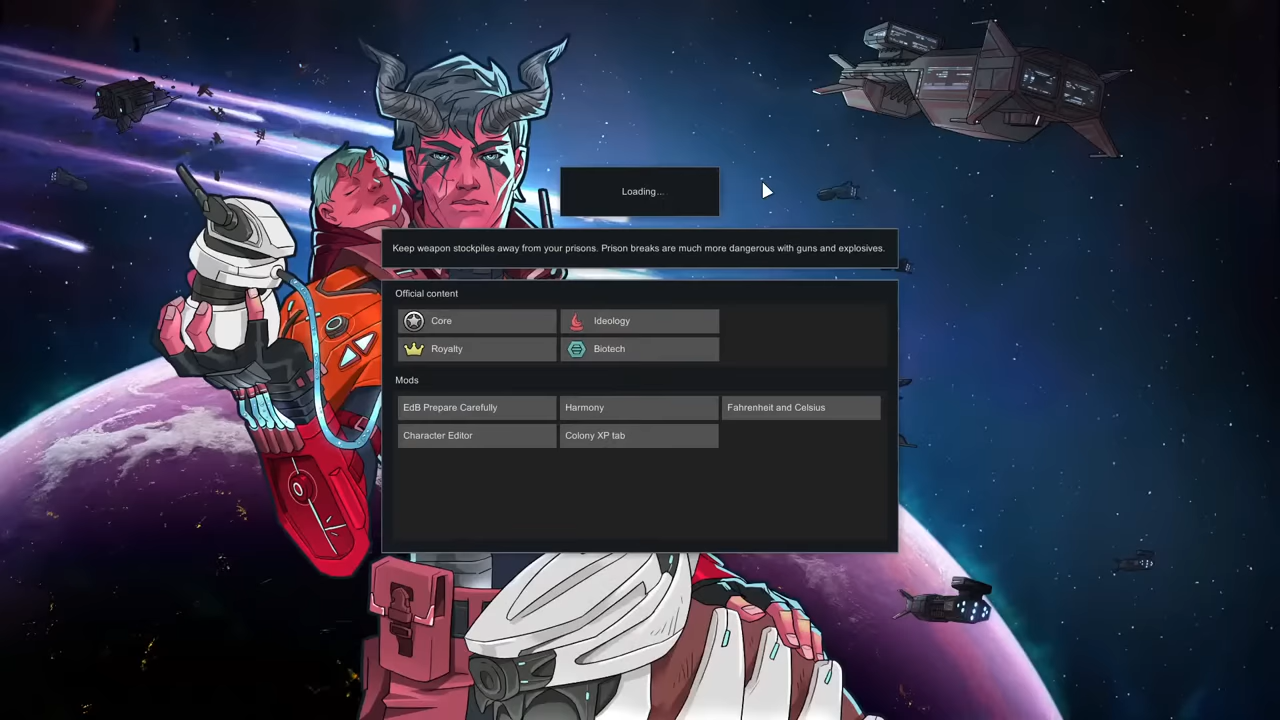 Loading...
Keep weapon stockpiles away from your prisons. Prison breaks are much more dangerous with guns and explosives.
Official content
Core
Ideology
Royalty
Biotech
Mods
EdB Prepare Carefully
Harmony
Fahrenheit and Celsius
Character Editor
Colony XP tab